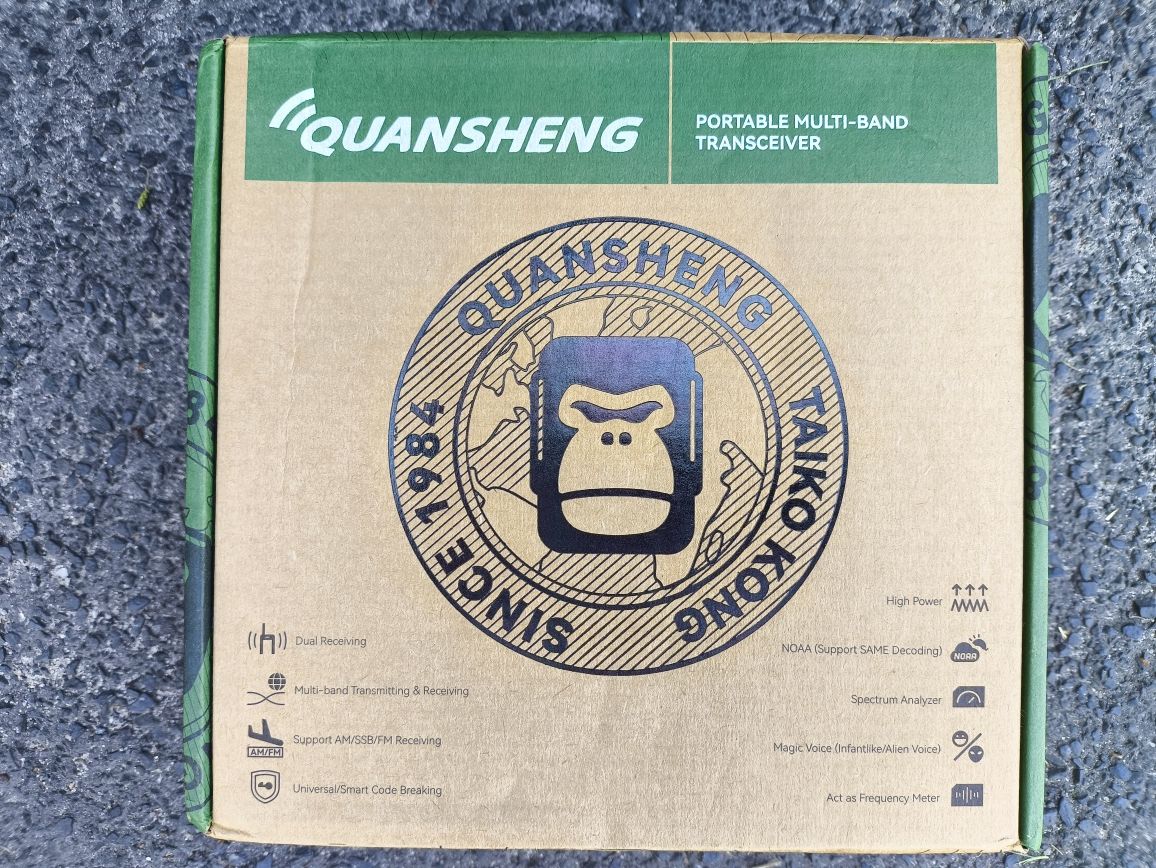 QUANSHENG
PORTABLE MULTI-BAND
TRANSCEIVER
QUANSHENG
TAIKO KONG
SINCE 1984
Dual Receiving
Multi-band Transmitting & Receiving
Support AM/SSB/FM Receiving
AM/FM
Universal/Smart Code Breaking
High Power
NOAA (Support SAME Decoding)
NOAA
Spectrum Analyzer
Magic Voice (Infantlike/Alien Voice)
Act as Frequency Meter